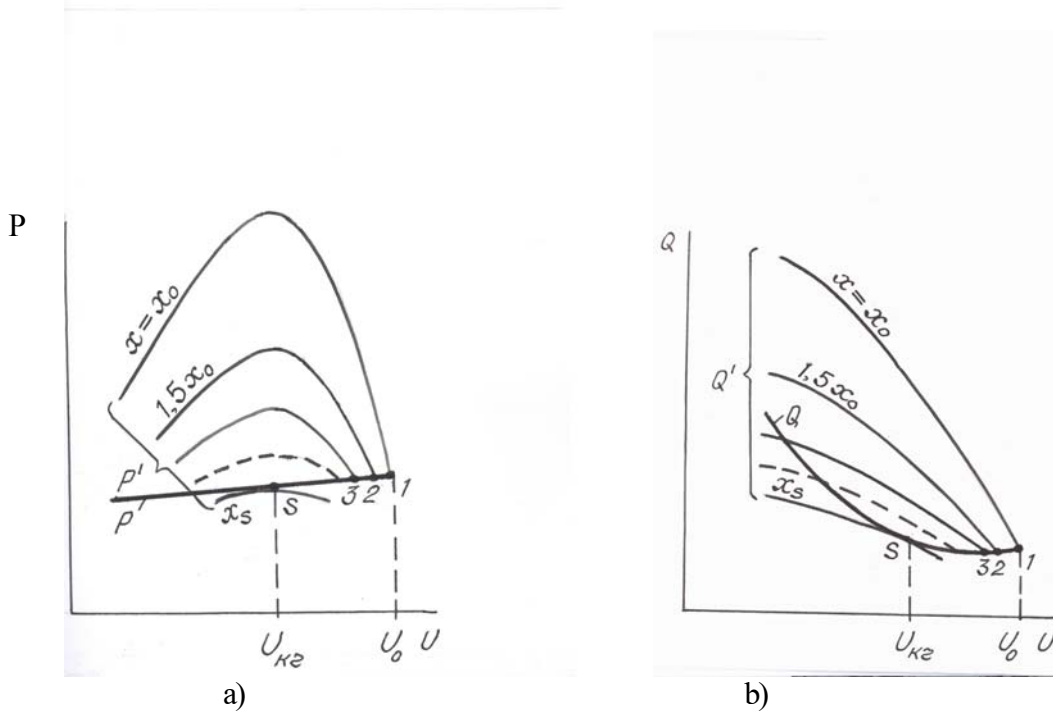 P
x = x₀
1,5x₀
P'
P
x_s
S
3 2 1
U_кг
U₀
U
a)
Q
x = x₀
Q'
1,5x₀
Q
x_s
S
3 2 1
U_кг
U₀
U
b)